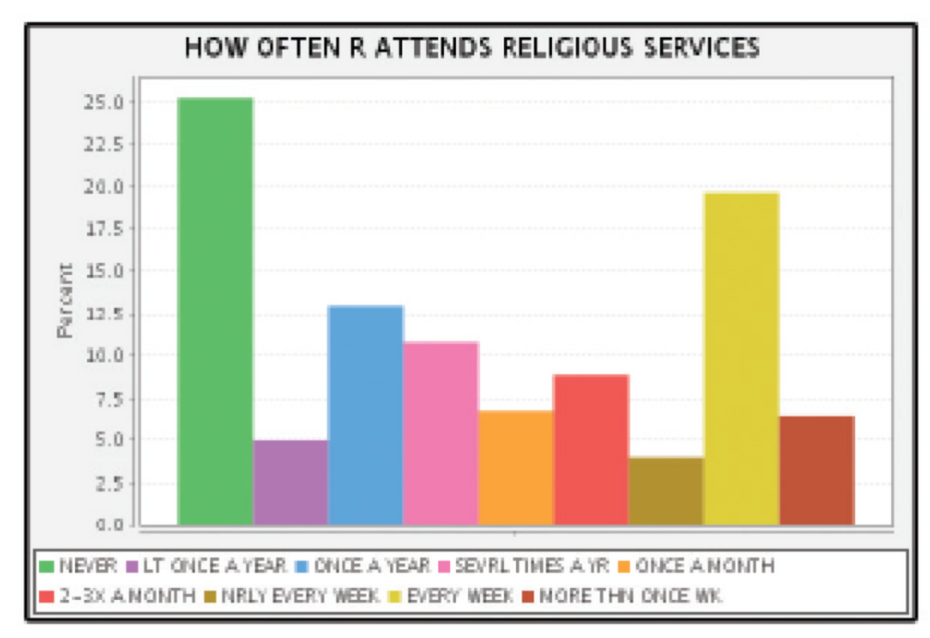 HOW OFTEN R ATTENDS RELIGIOUS SERVICES
25.0
22.5
20.0
17.5
15.0
12.5
10.0
7.5
5.0
2.5
0.0
Percent
NEVER LT ONCE A YEAR ONCE A YEAR SEVRL TIMES A YR ONCE A MONTH
2-3X A MONTH NRLY EVERY WEEK EVERY WEEK MORE THN ONCE WK